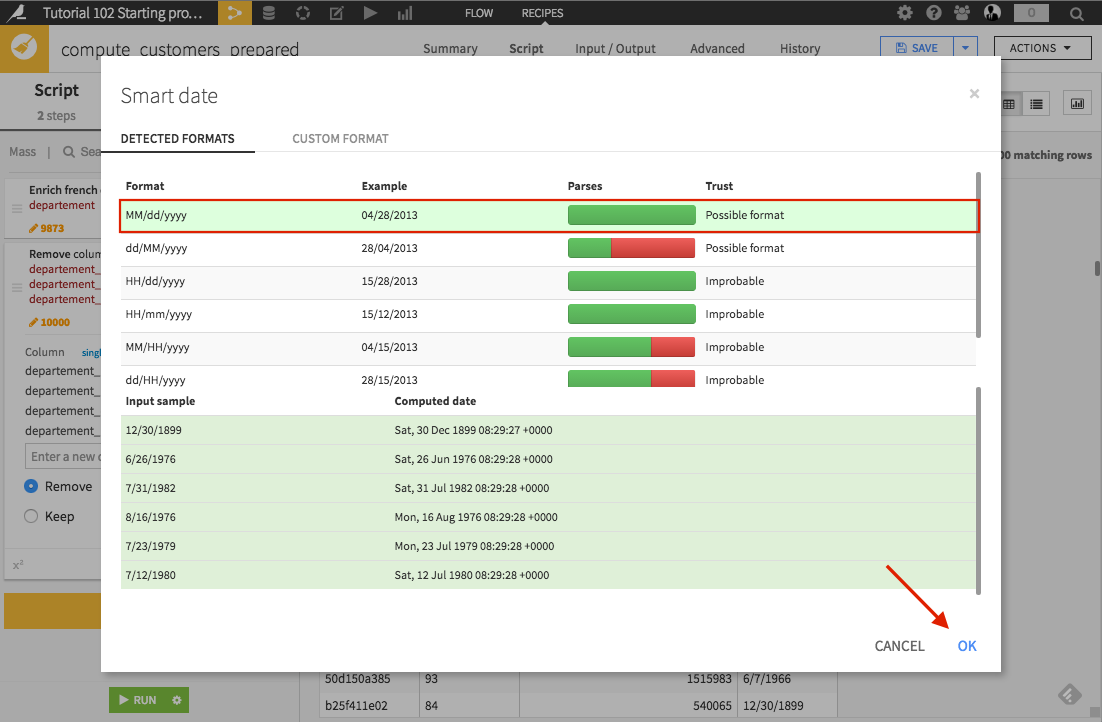 Tutorial 102 Starting pro...
FLOW
RECIPES
0
compute_customers_prepared
Summary
Script
Input / Output
Advanced
History
SAVE
ACTIONS
Script
2 steps
Mass
Sea
00 matching rows
Enrich french
departement
9873
Remove colum
departement_
departement_
departement_
10000
Column
singl
departement_
departement_
departement_
departement_
Enter a new c
Remove
Keep
x²
RUN
Smart date
×
DETECTED FORMATS
CUSTOM FORMAT
Format Example Parses Trust
MM/dd/yyyy 04/28/2013 Possible format
dd/MM/yyyy 28/04/2013 Possible format
HH/dd/yyyy 15/28/2013 Improbable
HH/mm/yyyy 15/12/2013 Improbable
MM/HH/yyyy 04/15/2013 Improbable
dd/HH/yyyy 28/15/2013 Improbable
Input sample Computed date
12/30/1899 Sat, 30 Dec 1899 08:29:27 +0000
6/26/1976 Sat, 26 Jun 1976 08:29:28 +0000
7/31/1982 Sat, 31 Jul 1982 08:29:28 +0000
8/16/1976 Mon, 16 Aug 1976 08:29:28 +0000
7/23/1979 Mon, 23 Jul 1979 08:29:28 +0000
7/12/1980 Sat, 12 Jul 1980 08:29:28 +0000
CANCEL
OK
50d150a385 93 1515983 6/7/1966
b25f411e02 84 540065 12/30/1899